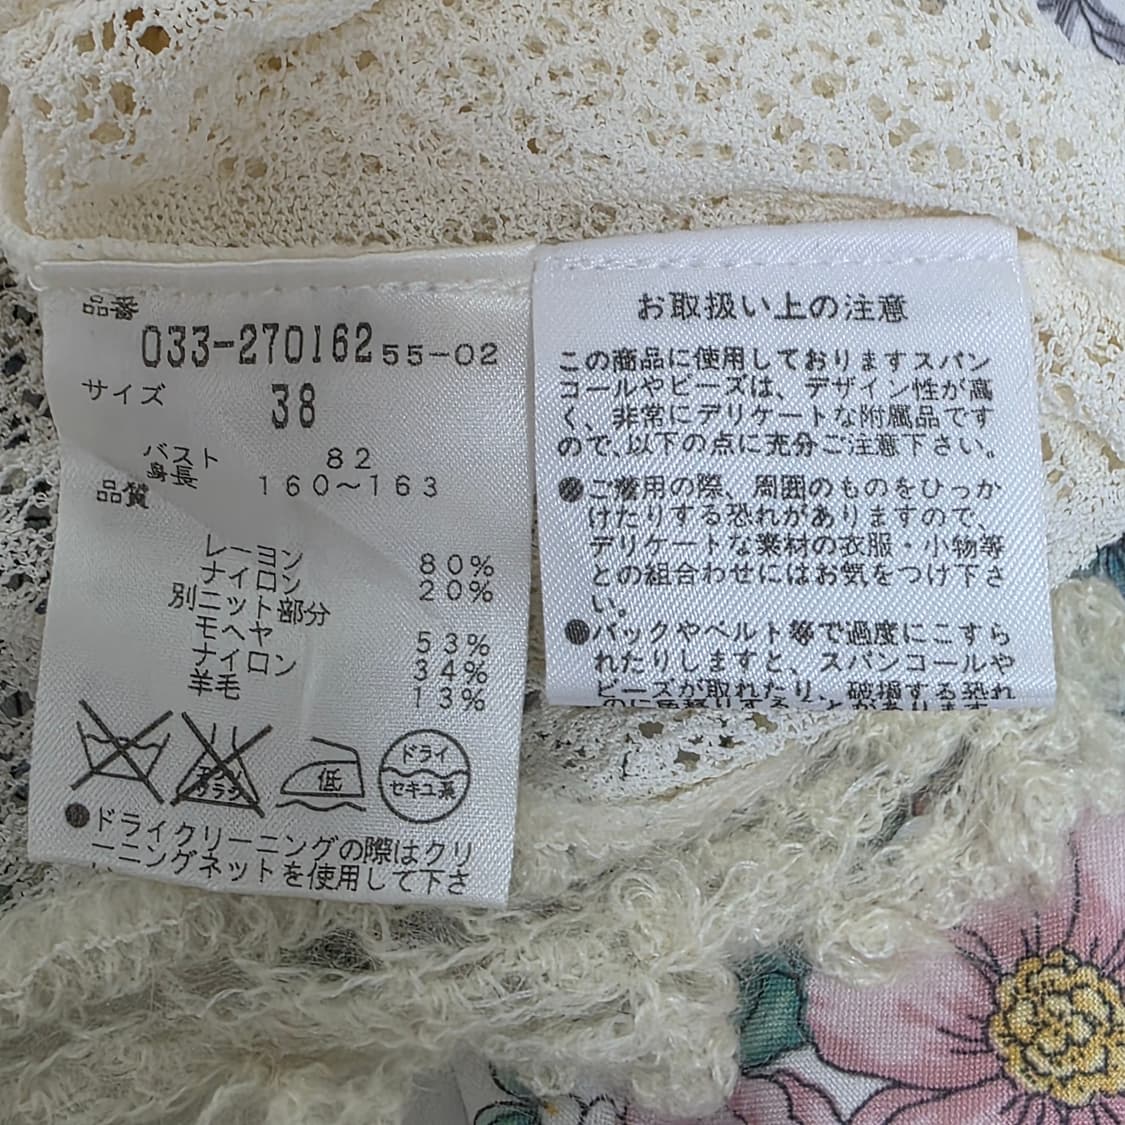 品番
033-270162 55-02
サイズ 38
バスト 82
身長 160〜163
品質
レーヨン 80%
ナイロン 20%
別ニット部分
モヘヤ 53%
ナイロン 34%
羊毛 13%
エンソサラシ
低
ドライ
セキユ系
●ドライクリーニングの際はクリ
ーニングネットを使用して下さ
お取扱い上の注意
この商品に使用しておりますスパン
コールやビーズは、デザイン性が高
く、非常にデリケートな附属品です
ので、以下の点に充分ご注意下さい。
●ご着用の際、周囲のものをひっか
けたりする恐れがありますので、
デリケートな素材の衣服・小物等
との組合わせにはお気をつけ下さ
い。
●バックやベルト等で過度にこすら
れたりしますと、スパンコールや
ビーズが取れたり、破損する恐れ